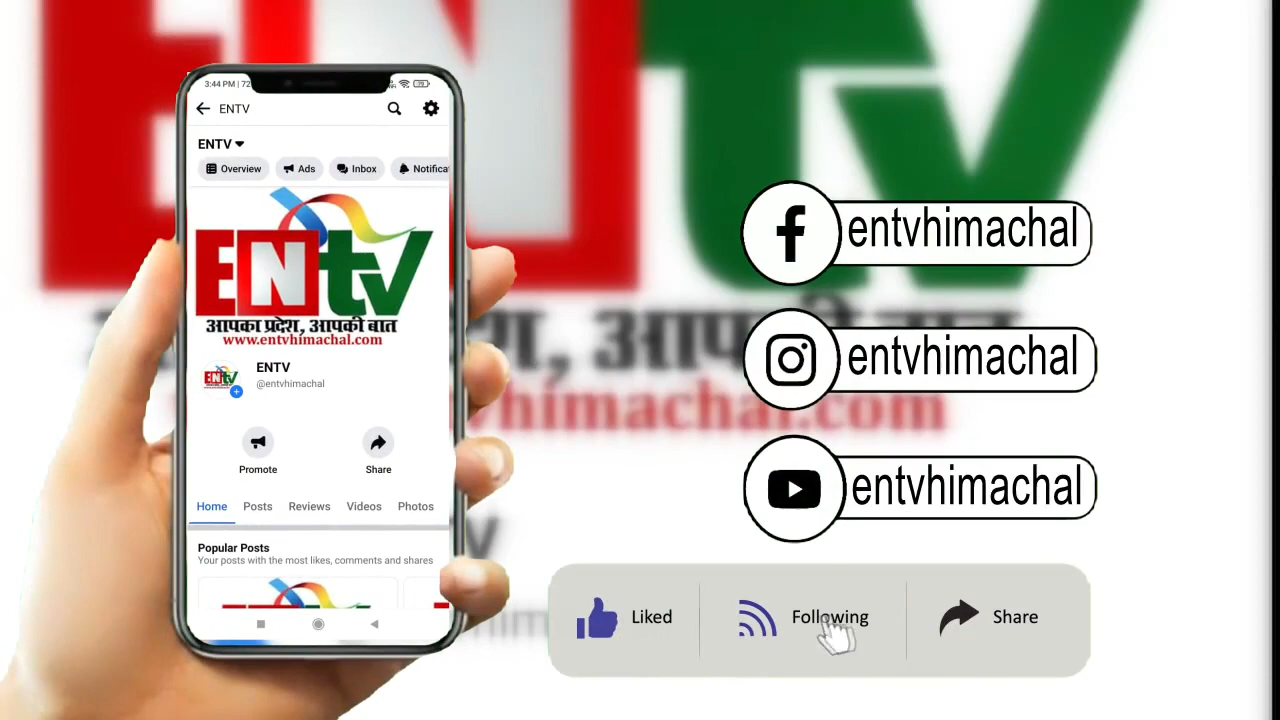 3:44 PM | 72
ENTV
ENTV
Overview
Ads
Inbox
Notifica
ENtv
आपका प्रदेश, आपकी बात
www.entvhimachal.com
ENTV
@entvhimachal
Promote
Share
Home
Posts
Reviews
Videos
Photos
Popular Posts
Your posts with the most likes, comments and shares
entvhimachal
entvhimachal
entvhimachal
Liked
Following
Share